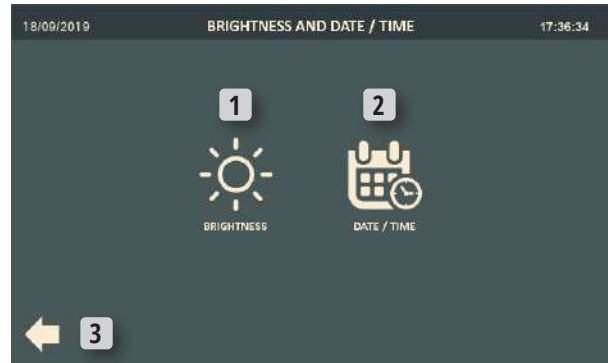 18/09/2019 BRIGHTNESS AND DATE / TIME 17:36:34
1 2
BRIGHTNESS DATE / TIME
3